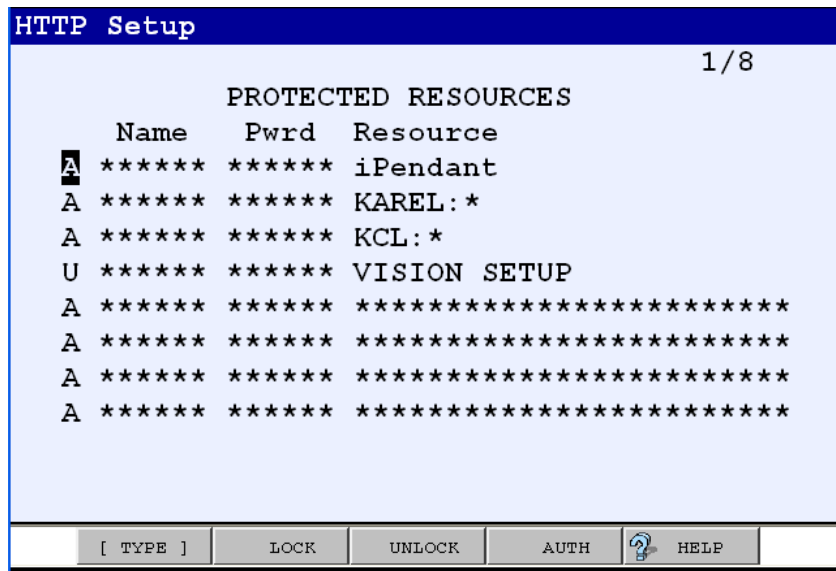 HTTP Setup
1/8
PROTECTED RESOURCES
Name Pwrd Resource
A ****** ****** iPendant
A ****** ****** KAREL:*
A ****** ****** KCL:*
U ****** ****** VISION SETUP
A ****** ****** ************************
A ****** ****** ************************
A ****** ****** ************************
A ****** ****** ************************
[ TYPE ] LOCK UNLOCK AUTH HELP